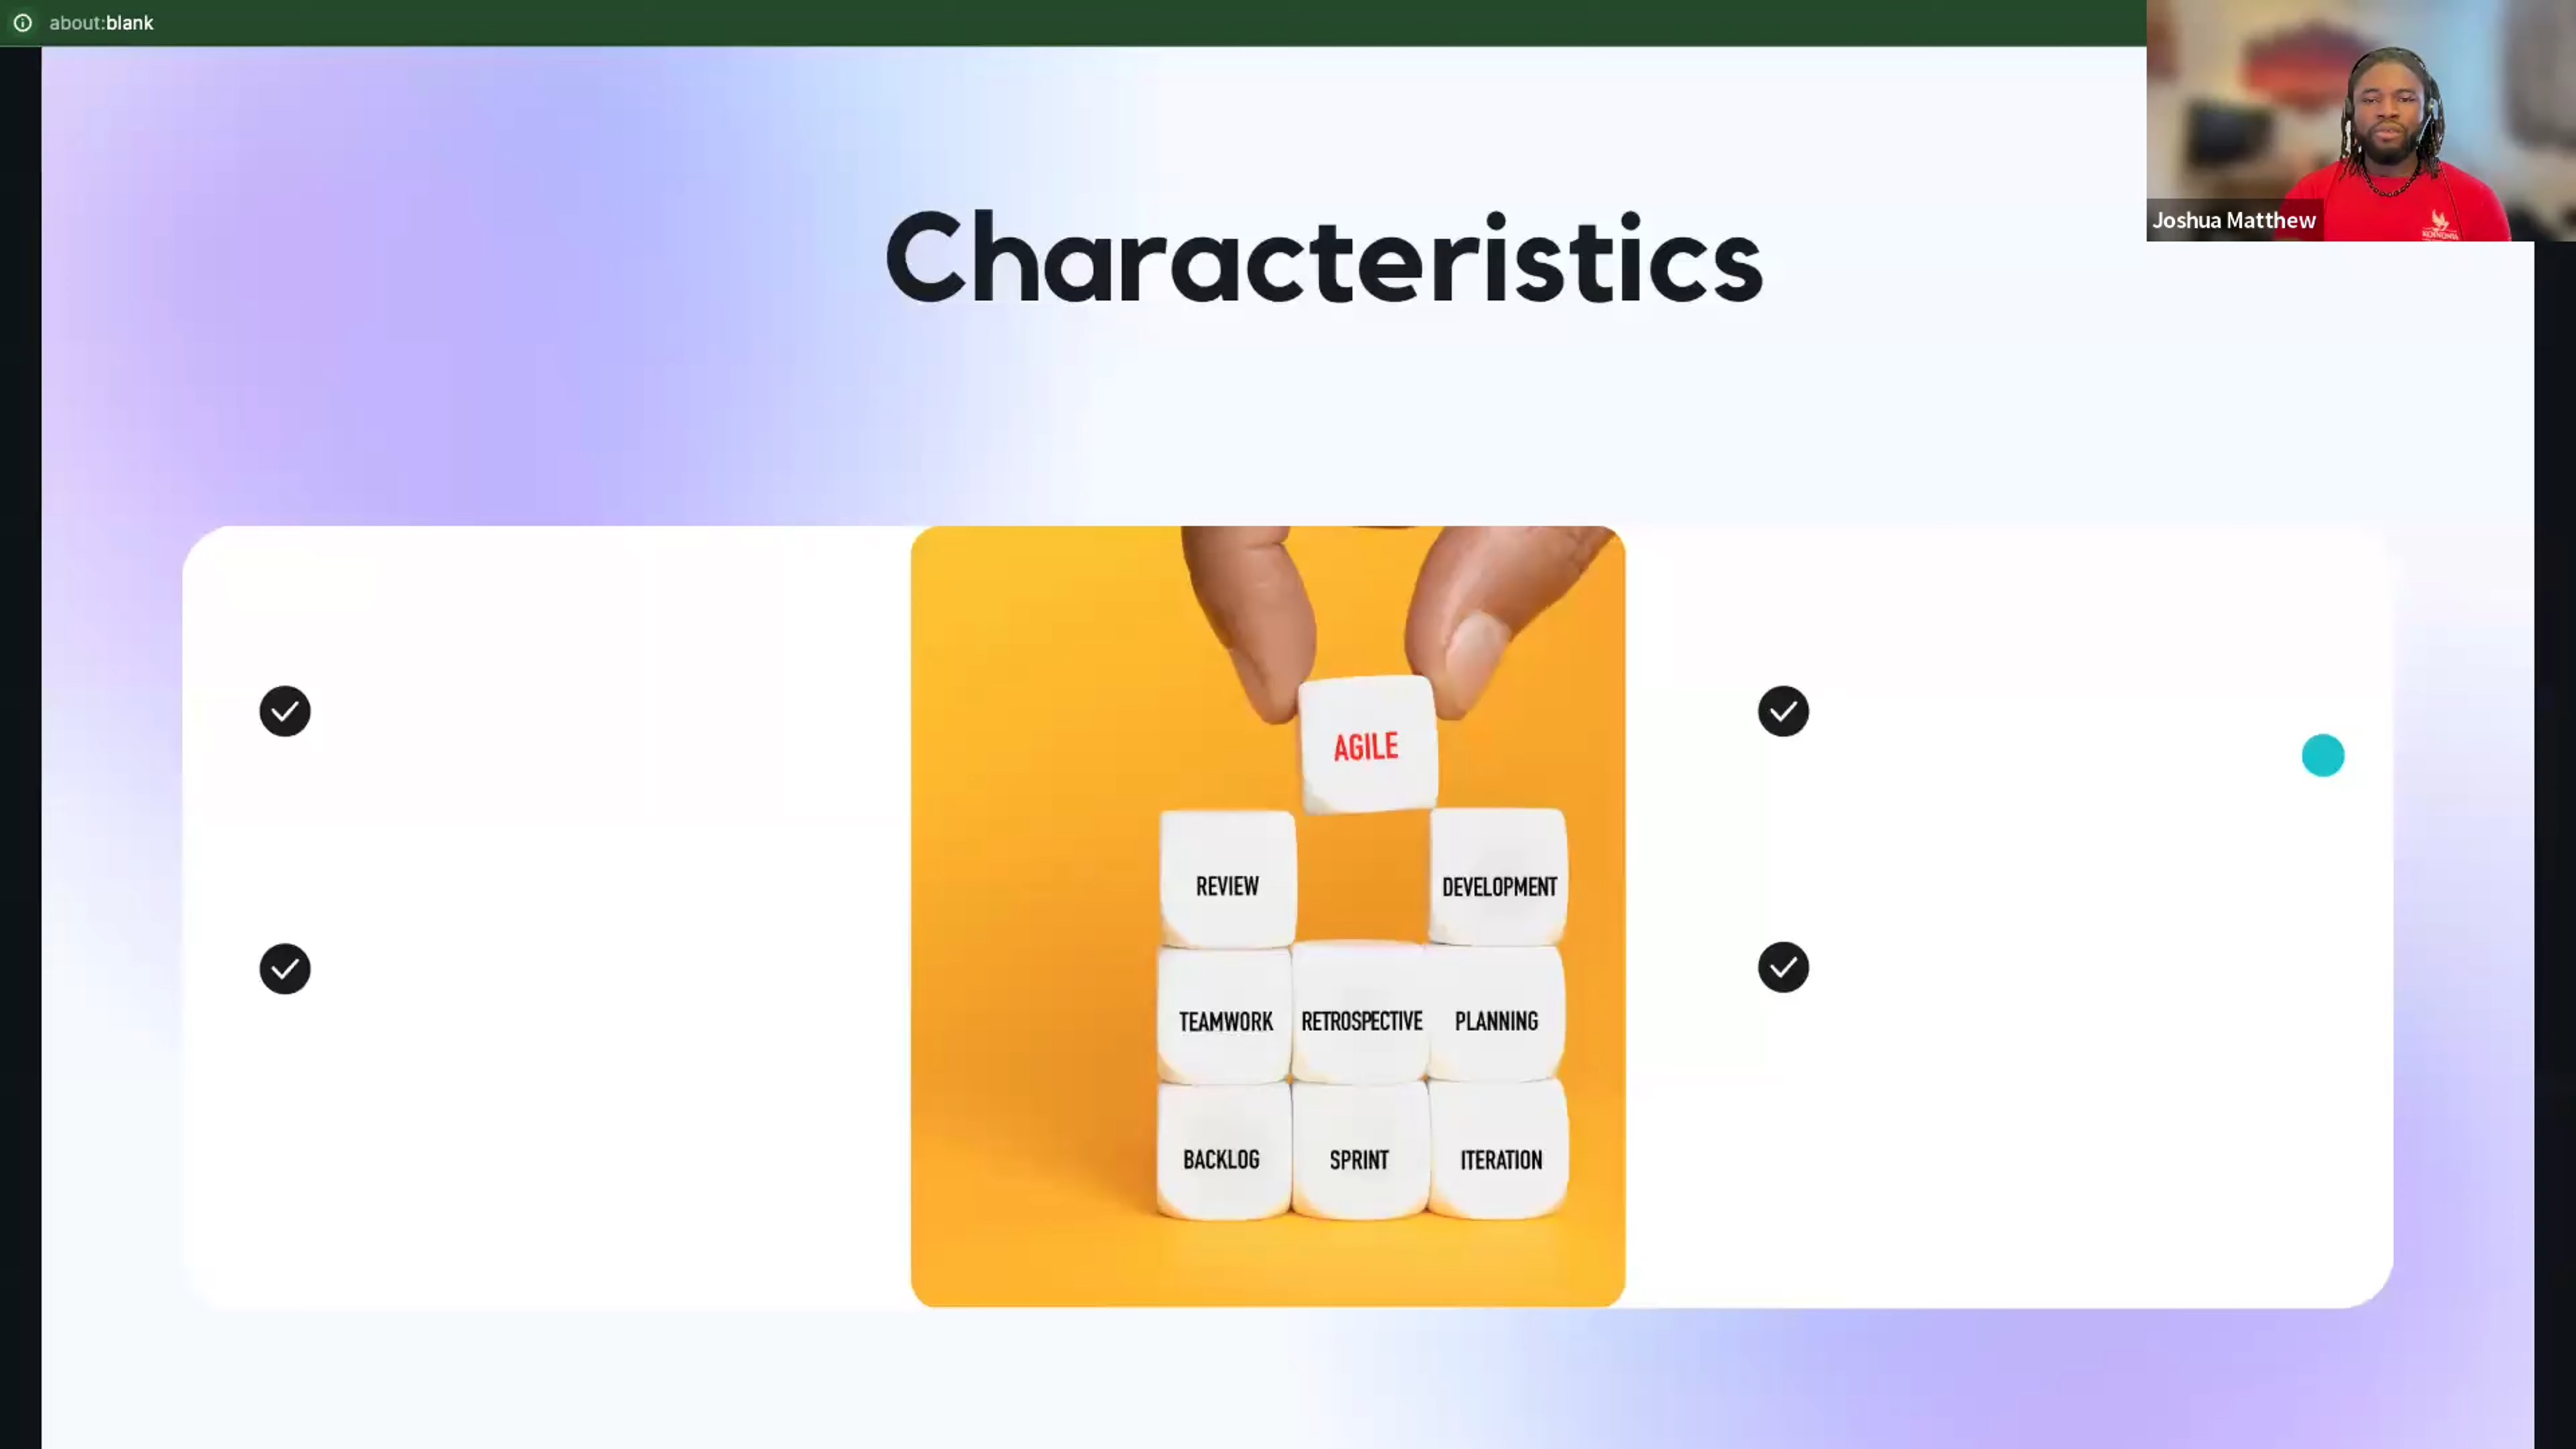 about:blank
Joshua Matthew
Characteristics
AGILE
REVIEW
DEVELOPMENT
TEAMWORK RETROSPECTIVE PLANNING
BACKLOG SPRINT ITERATION